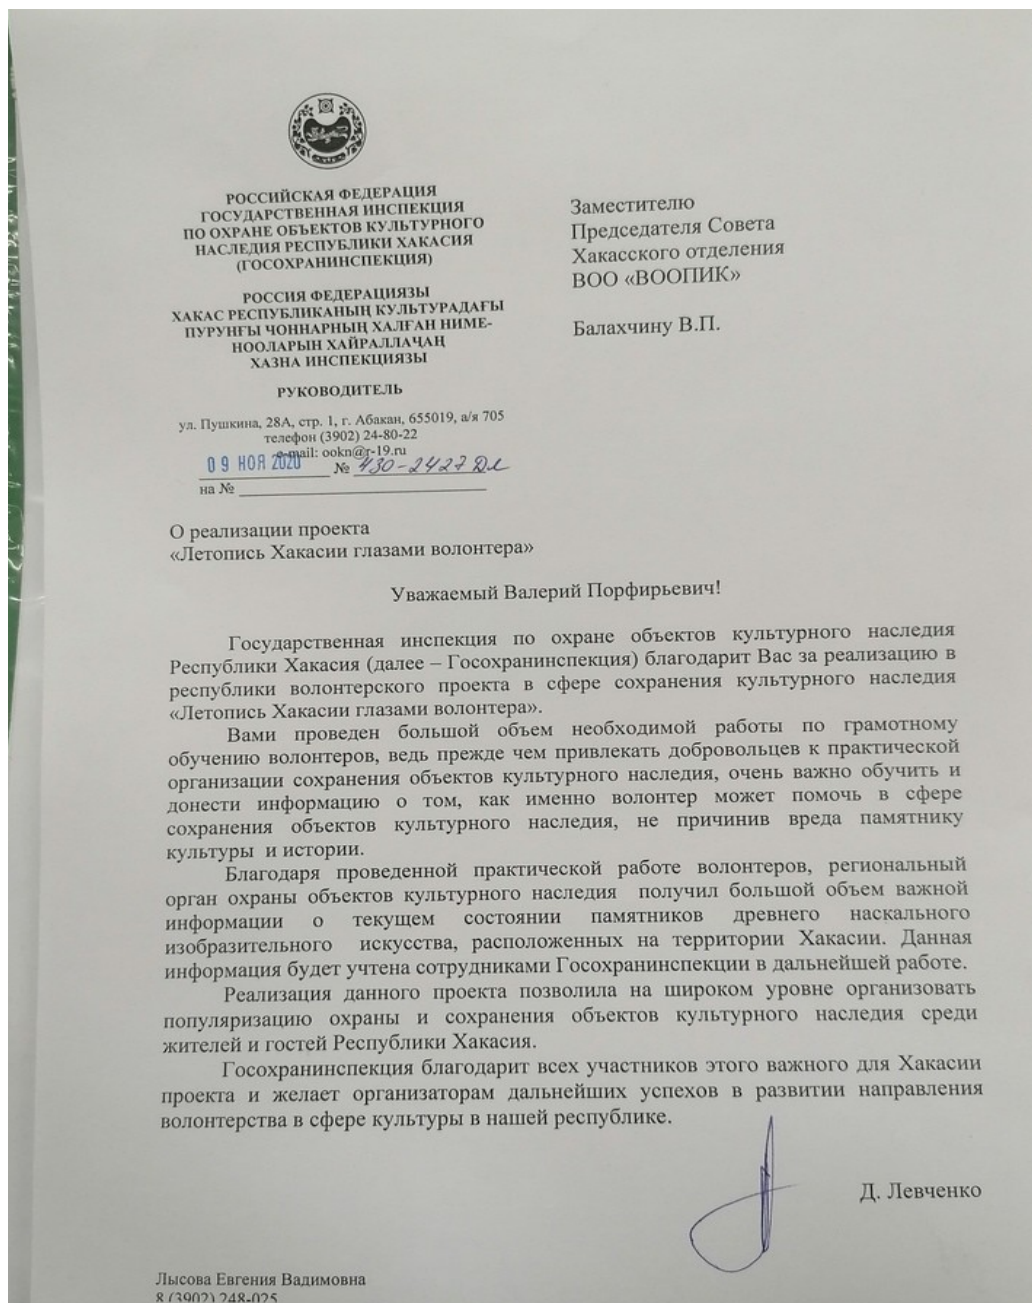 РОССИЙСКАЯ ФЕДЕРАЦИЯ
ГОСУДАРСТВЕННАЯ ИНСПЕКЦИЯ
ПО ОХРАНЕ ОБЪЕКТОВ КУЛЬТУРНОГО
НАСЛЕДИЯ РЕСПУБЛИКИ ХАКАСИЯ
(ГОСОХРАНИНСПЕКЦИЯ)
РОССИЯ ФЕДЕРАЦИЯЗЫ
ХАКАС РЕСПУБЛИКАНЫҢ КУЛЬТУРАДАҒЫ
ПУРУНҒЫ ЧОННАРНЫҢ ХАЛҒАН НИМЕ-
НООЛАРЫН ХАЙРАЛЛАЧАҢ
ХАЗНА ИНСПЕКЦИЯЗЫ
РУКОВОДИТЕЛЬ
ул. Пушкина, 28А, стр. 1, г. Абакан, 655019, а/я 705
телефон (3902) 24-80-22
e-mail: ookn@r-19.ru
09 НОЯ 2020 № 430-2427 Дл
на №
Заместителю
Председателя Совета
Хакасского отделения
ВОО «ВООПИК»
Балахчину В.П.
О реализации проекта
«Летопись Хакасии глазами волонтера»
Уважаемый Валерий Порфирьевич!
Государственная инспекция по охране объектов культурного наследия
Республики Хакасия (далее – Госохранинспекция) благодарит Вас за реализацию в
республики волонтерского проекта в сфере сохранения культурного наследия
«Летопись Хакасии глазами волонтера».
Вами проведен большой объем необходимой работы по грамотному
обучению волонтеров, ведь прежде чем привлекать добровольцев к практической
организации сохранения объектов культурного наследия, очень важно обучить и
донести информацию о том, как именно волонтер может помочь в сфере
сохранения объектов культурного наследия, не причинив вреда памятнику
культуры и истории.
Благодаря проведенной практической работе волонтеров, региональный
орган охраны объектов культурного наследия получил большой объем важной
информации о текущем состоянии памятников древнего наскального
изобразительного искусства, расположенных на территории Хакасии. Данная
информация будет учтена сотрудниками Госохранинспекции в дальнейшей работе.
Реализация данного проекта позволила на широком уровне организовать
популяризацию охраны и сохранения объектов культурного наследия среди
жителей и гостей Республики Хакасия.
Госохранинспекция благодарит всех участников этого важного для Хакасии
проекта и желает организаторам дальнейших успехов в развитии направления
волонтерства в сфере культуры в нашей республике.
Д. Левченко
Лысова Евгения Вадимовна
8 (3902) 248-025